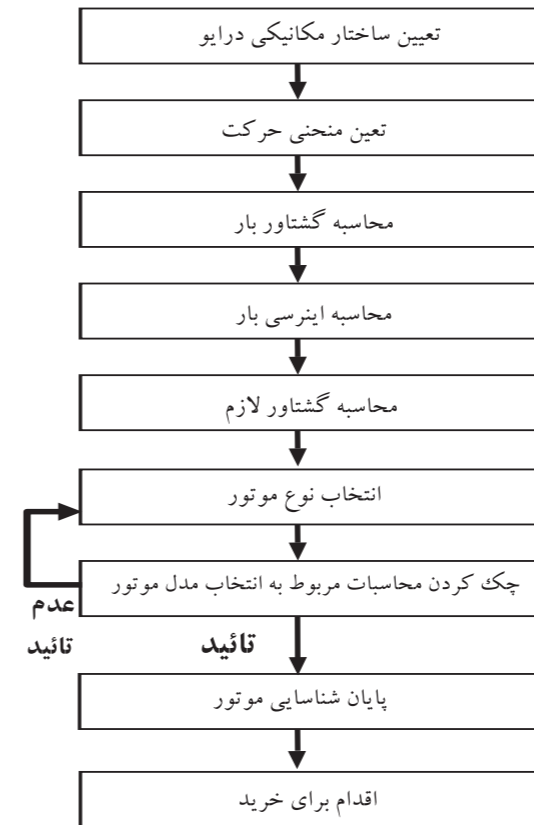 تعیین ساختار مکانیکی درایو
تعین منحنی حرکت
محاسبه گشتاور بار
محاسبه اینرسی بار
محاسبه گشتاور لازم
انتخاب نوع موتور
چک کردن محاسبات مربوط به انتخاب مدل موتور
عدم
تائید
تائید
پایان شناسایی موتور
اقدام برای خرید